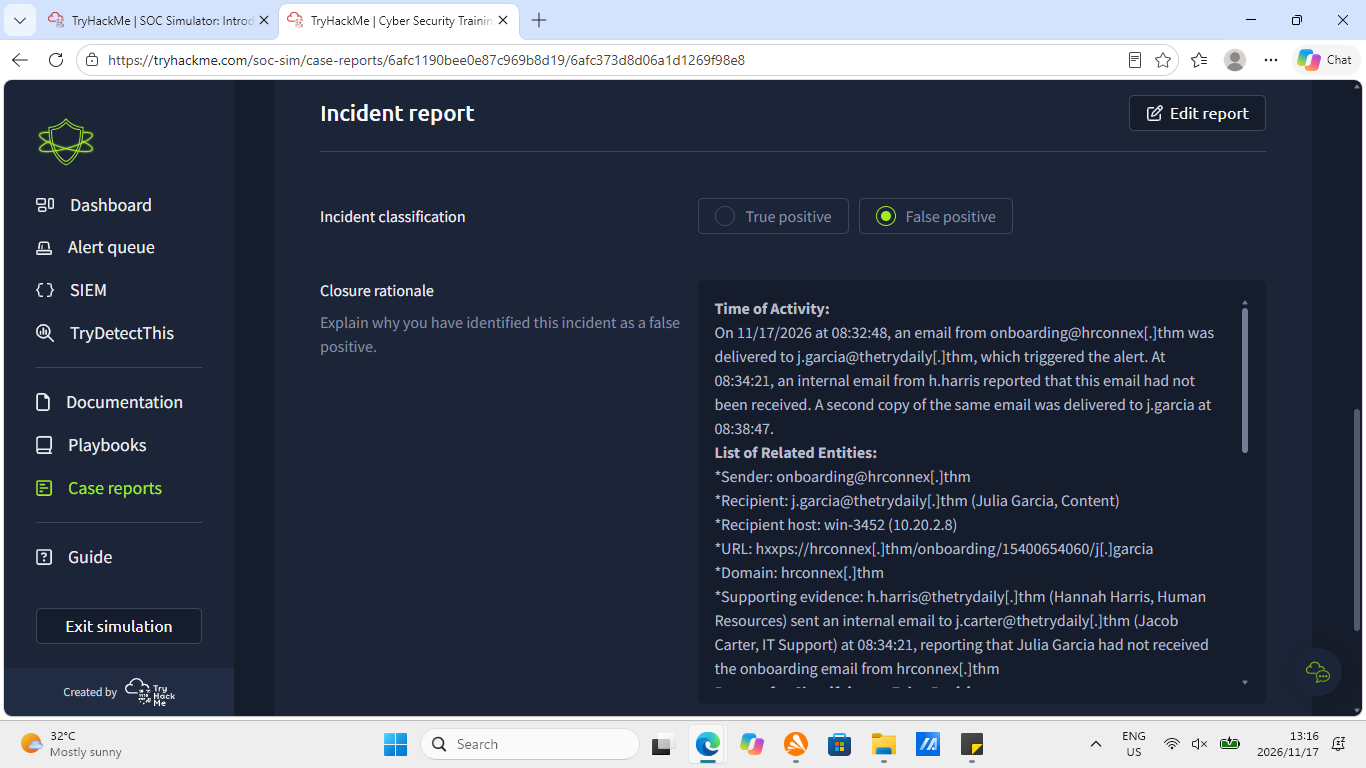 TryHackMe | SOC Simulator: Introd
TryHackMe | Cyber Security Trainin
https://tryhackme.com/soc-sim/case-reports/6afc1190bee0e87c969b8d19/6afc373d8d06a1d1269f98e8
Chat
Dashboard
Alert queue
SIEM
TryDetectThis
Documentation
Playbooks
Case reports
Guide
Exit simulation
Created by
Try
Hack
Me
Incident report
Edit report
Incident classification
True positive
False positive
Closure rationale
Explain why you have identified this incident as a false
positive.
Time of Activity:
On 11/17/2026 at 08:32:48, an email from onboarding@hrconnex[.]thm was
delivered to j.garcia@thetrydaily[.]thm, which triggered the alert. At
08:34:21, an internal email from h.harris reported that this email had not
been received. A second copy of the same email was delivered to j.garcia at
08:38:47.
List of Related Entities:
*Sender: onboarding@hrconnex[.]thm
*Recipient: j.garcia@thetrydaily[.]thm (Julia Garcia, Content)
*Recipient host: win-3452 (10.20.2.8)
*URL: hxxps://hrconnex[.]thm/onboarding/15400654060/j[.]garcia
*Domain: hrconnex[.]thm
*Supporting evidence: h.harris@thetrydaily[.]thm (Hannah Harris, Human
Resources) sent an internal email to j.carter@thetrydaily[.]thm (Jacob
Carter, IT Support) at 08:34:21, reporting that Julia Garcia had not received
the onboarding email from hrconnex[.]thm
32°C
Mostly sunny
Search
ENG
US
13:16
2026/11/17